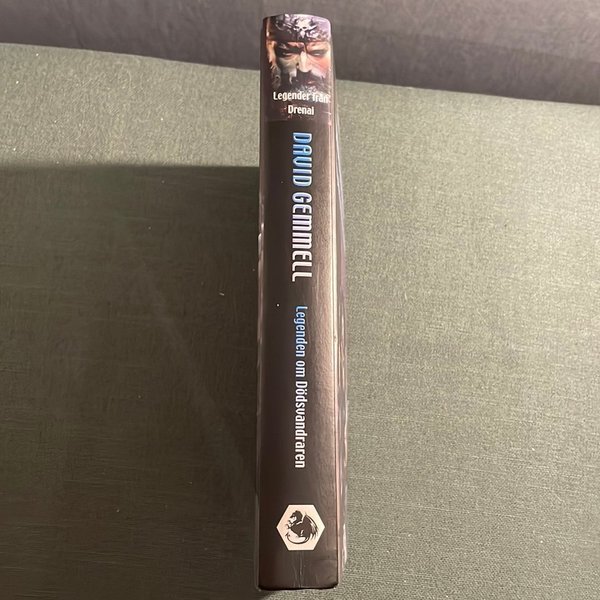 Legender från
Drenai
DAVID GEMMELL
Legenden om Dödsvandraren